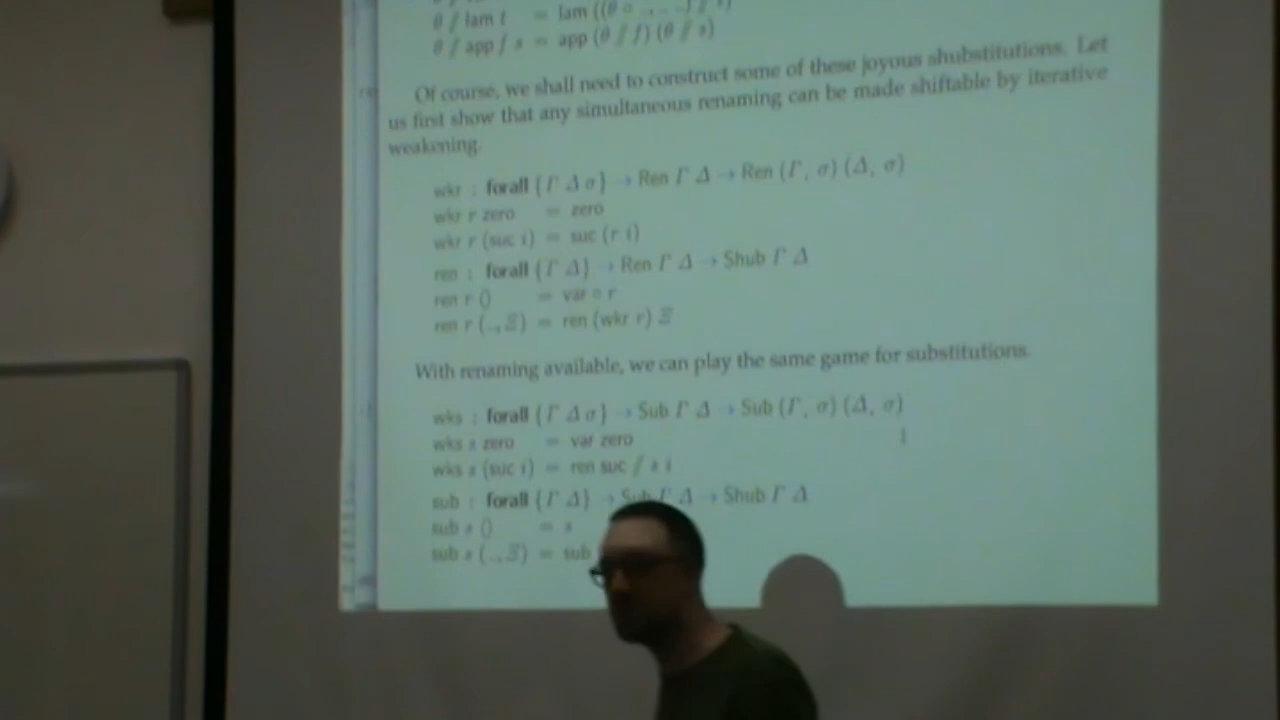 θ // lam t = lam ((θ ∘
θ // app f s = app (θ // f) (θ // s)
Of course, we shall need to construct some of these joyous shubstitutions. Let
us first show that any simultaneous renaming can be made shiftable by iterative
weakening.
wkr : forall {Γ Δ σ} → Ren Γ Δ → Ren (Γ, σ) (Δ, σ)
wkr r zero = zero
wkr r (suc i) = suc (r i)
ren : forall {Γ Δ} → Ren Γ Δ → Shub Γ Δ
ren r () = var ∘ r
ren r (_, Ξ) = ren (wkr r) Ξ
With renaming available, we can play the same game for substitutions.
wks : forall {Γ Δ σ} → Sub Γ Δ → Sub (Γ, σ) (Δ, σ)
wks s zero = var zero
wks s (suc i) = ren suc // s i
sub : forall {Γ Δ} → Sub Γ Δ → Shub Γ Δ
sub s () = s
sub s (_, Ξ) = sub